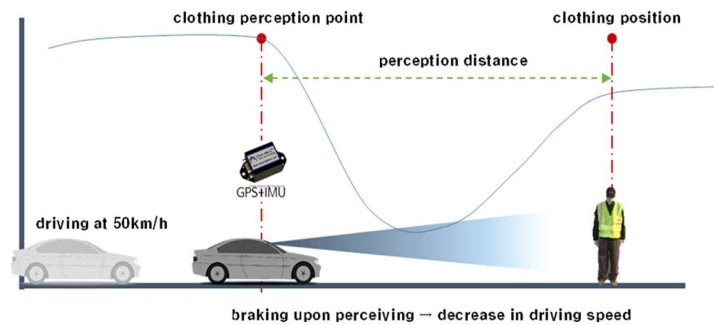 clothing perception point
clothing position
perception distance
GPS+IMU
driving at 50km/h
braking upon perceiving → decrease in driving speed